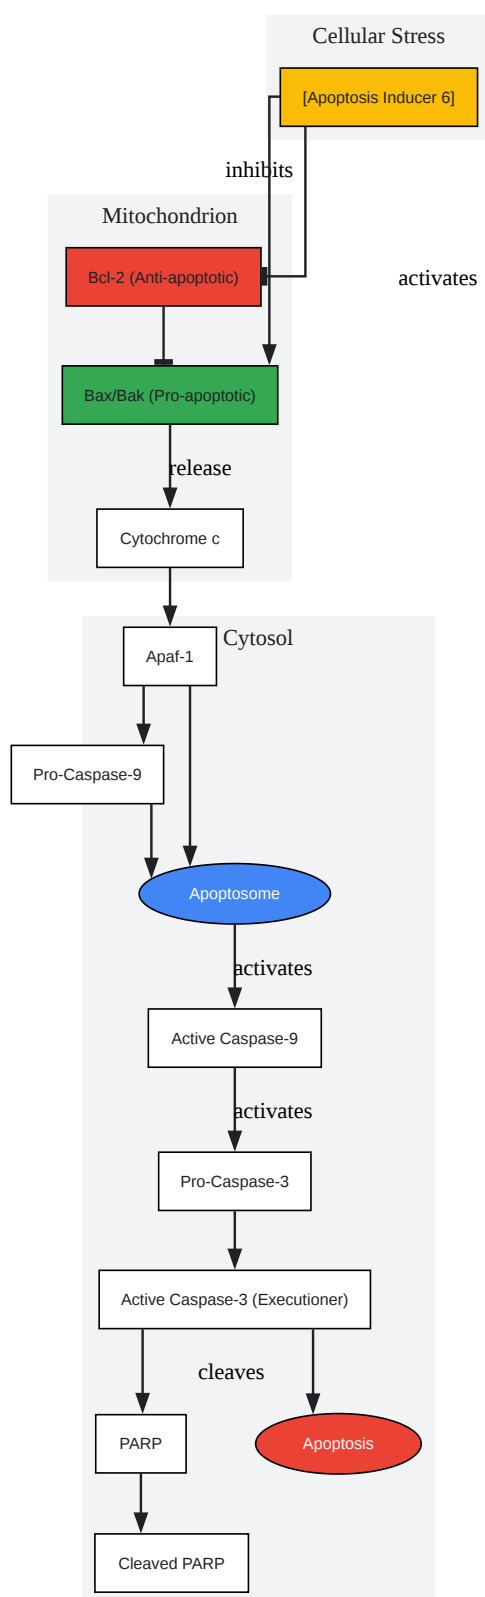 Cellular Stress
[Apoptosis Inducer 6]
inhibits
Mitochondrion
Bcl-2 (Anti-apoptotic)
activates
Bax/Bak (Pro-apoptotic)
release
Cytochrome c
Apaf-1
Cytosol
Pro-Caspase-9
Apoptosome
activates
Active Caspase-9
activates
Pro-Caspase-3
Active Caspase-3 (Executioner)
cleaves
PARP
Apoptosis
Cleaved PARP